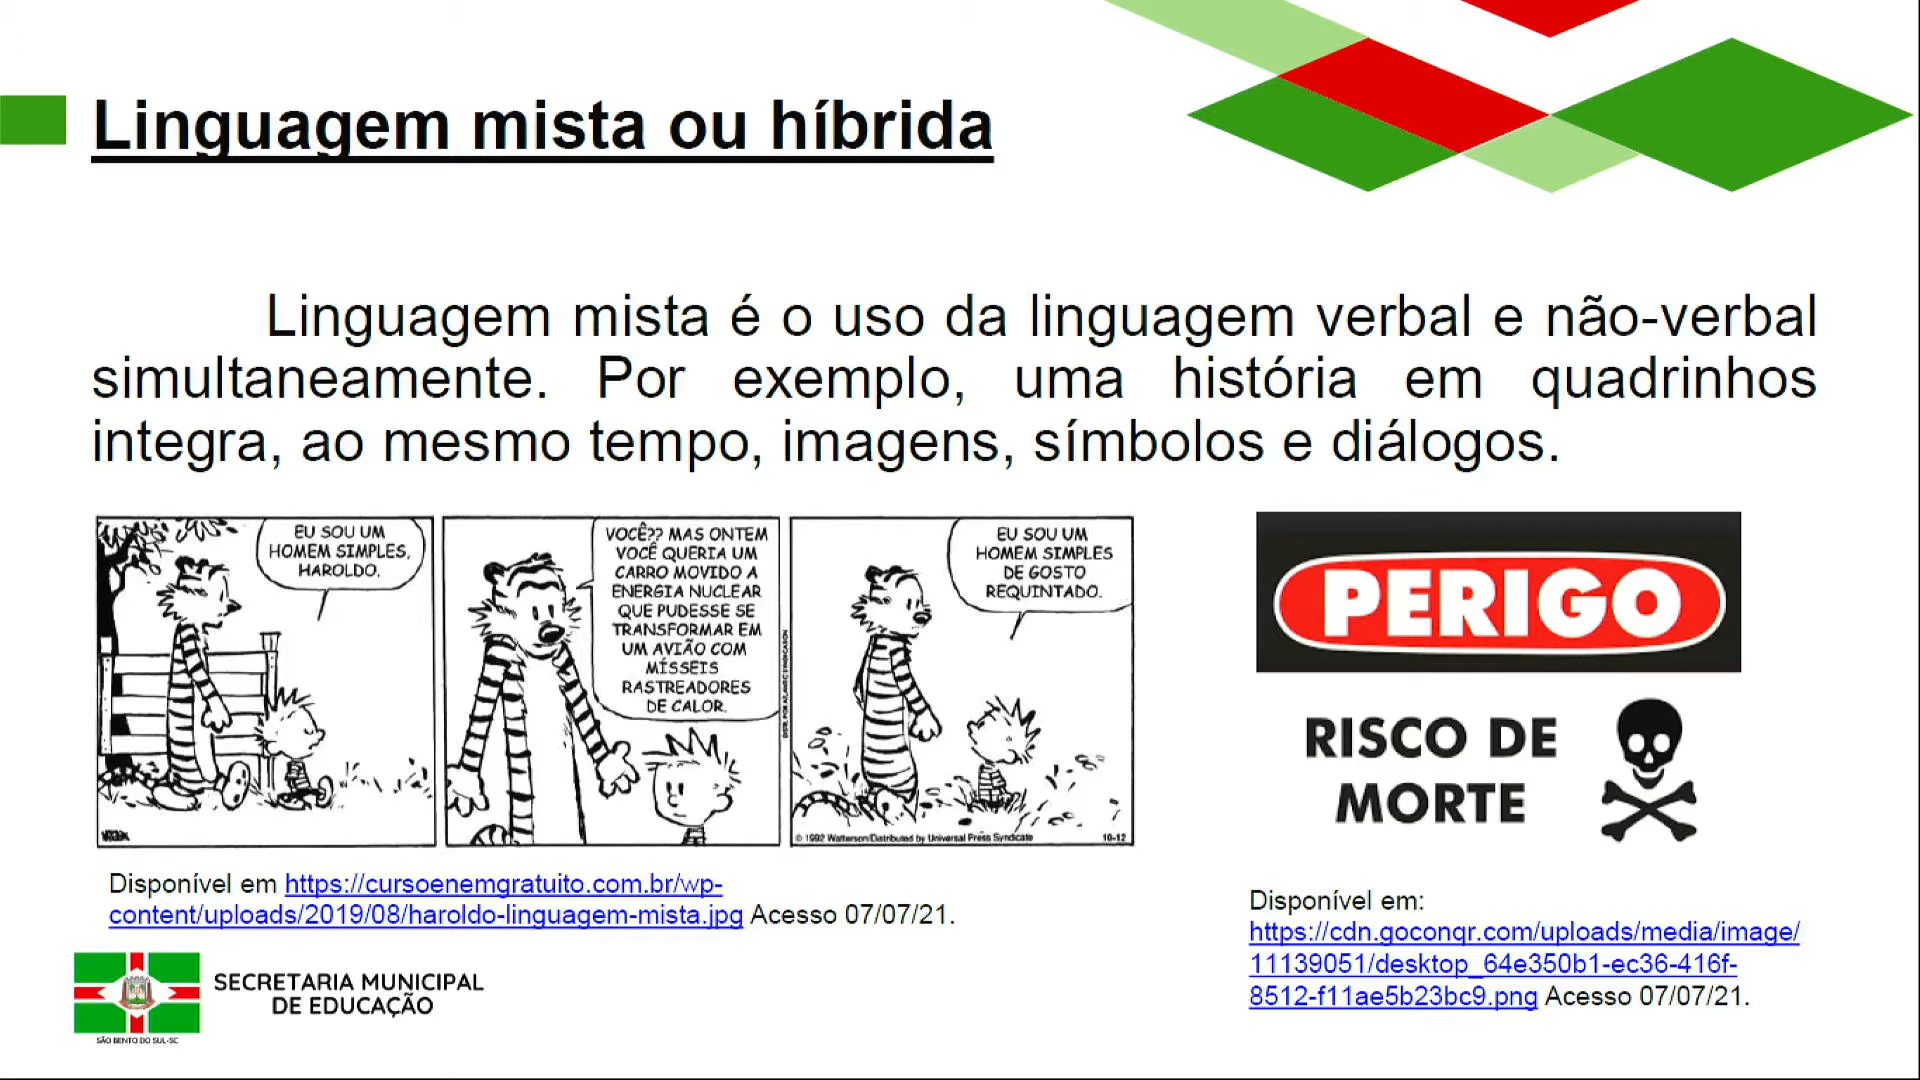 Linguagem mista ou híbrida
Linguagem mista é o uso da linguagem verbal e não-verbal
simultaneamente. Por exemplo, uma história em quadrinhos
integra, ao mesmo tempo, imagens, símbolos e diálogos.
EU SOU UM
HOMEM SIMPLES,
HAROLDO.
VOCÊ?? MAS ONTEM
VOCÊ QUERIA UM
CARRO MOVIDO A
ENERGIA NUCLEAR
QUE PUDESSE SE
TRANSFORMAR EM
UM AVIÃO COM
MÍSSEIS
RASTREADORES
DE CALOR.
EU SOU UM
HOMEM SIMPLES
DE GOSTO
REQUINTADO.
© 1992 Watterson/Distributed by Universal Press Syndicate
10-12
PERIGO
RISCO DE
MORTE
Disponível em https://cursoenemgratuito.com.br/wp-
content/uploads/2019/08/haroldo-linguagem-mista.jpg Acesso 07/07/21.
Disponível em:
https://cdn.goconqr.com/uploads/media/image/
11139051/desktop_64e350b1-ec36-416f-
8512-f11ae5b23bc9.png Acesso 07/07/21.
SECRETARIA MUNICIPAL
DE EDUCAÇÃO
SÃO BENTO DO SUL-SC